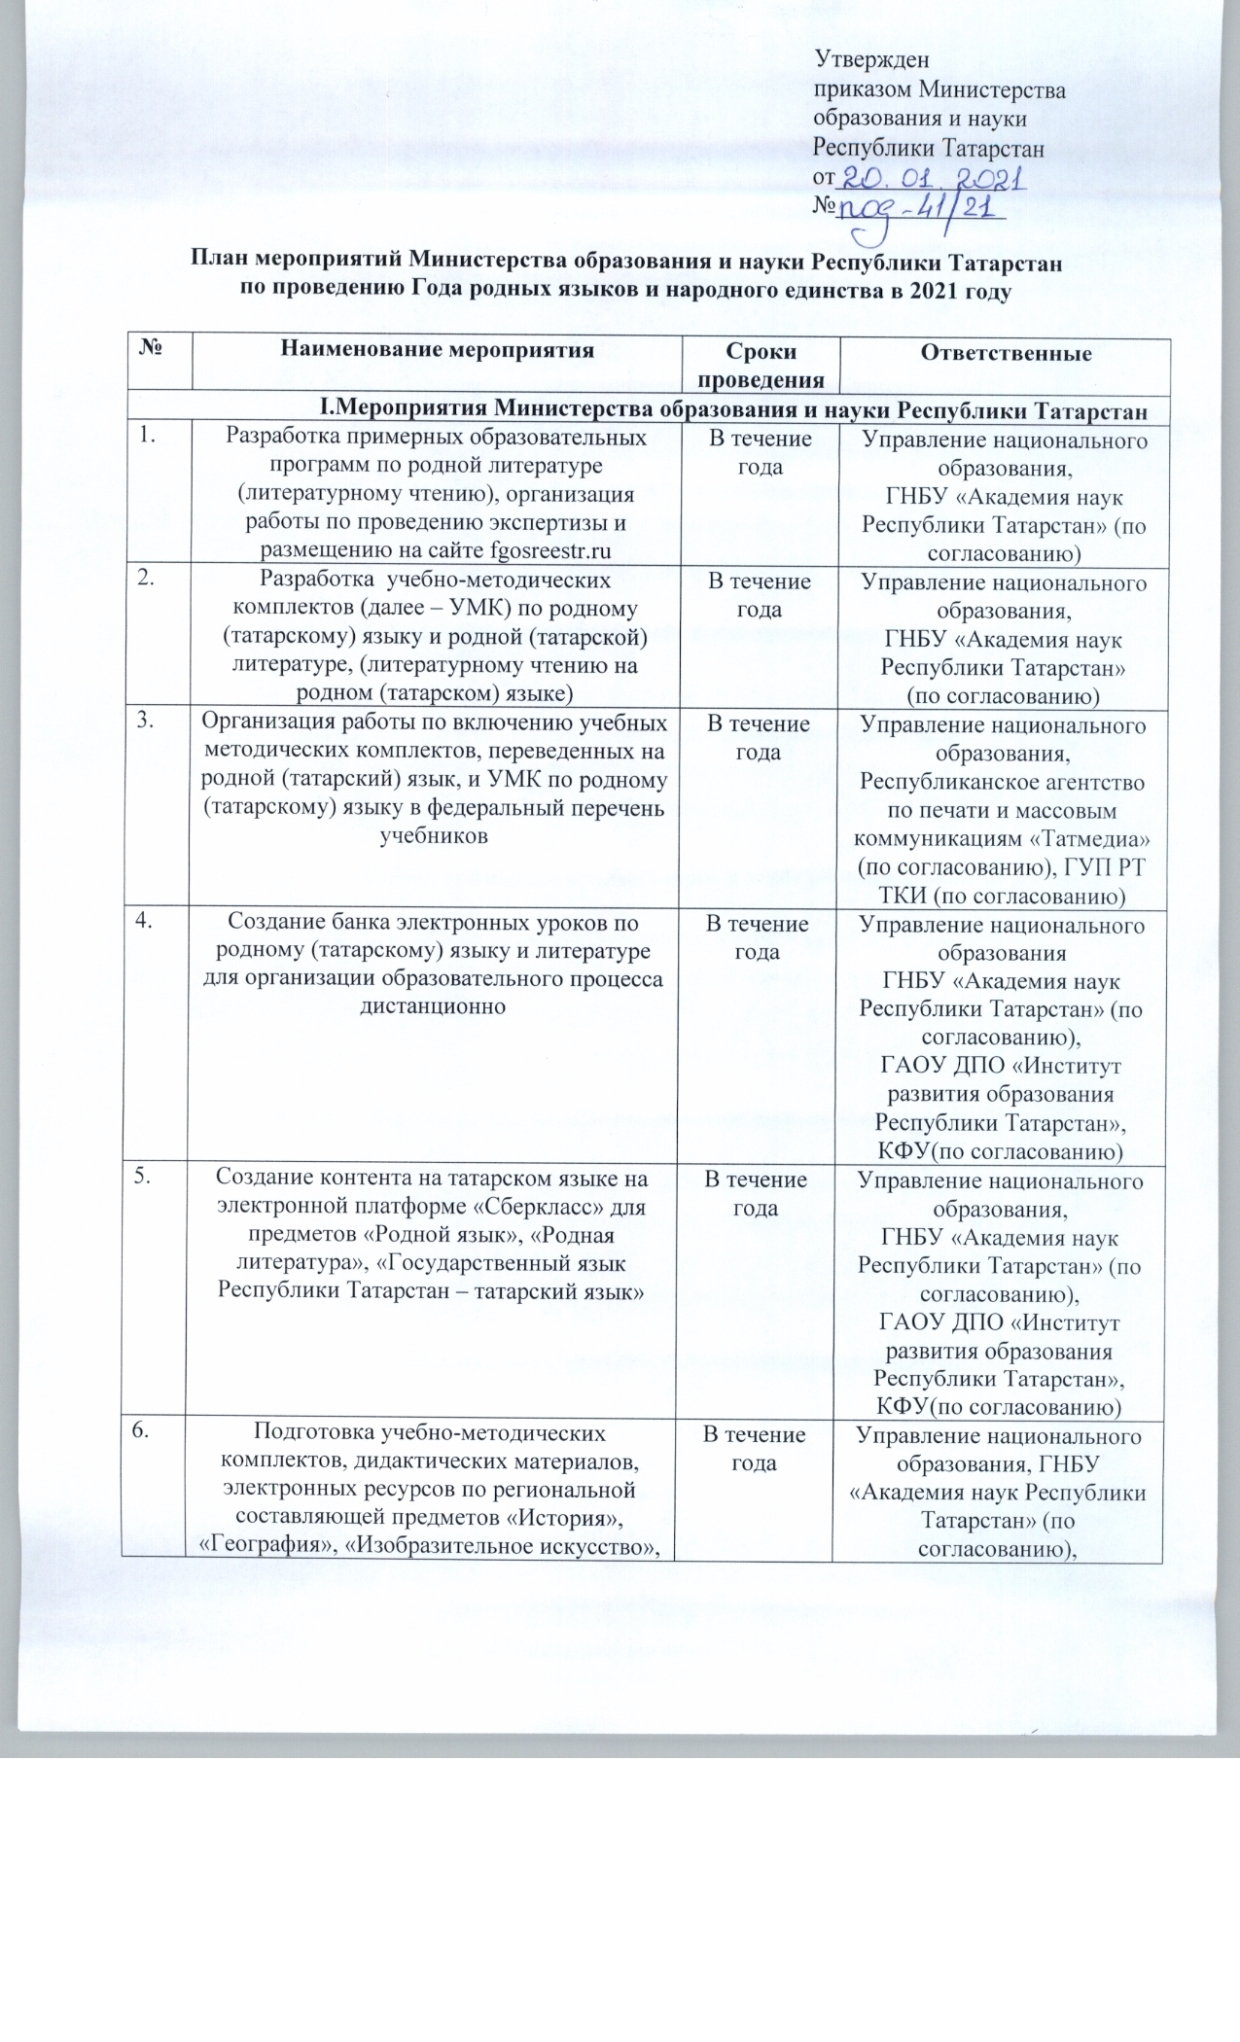 Утвержден
приказом Министерства
образования и науки
Республики Татарстан
от 20.01.2021
№ под-41/21
План мероприятий Министерства образования и науки Республики Татарстан
по проведению Года родных языков и народного единства в 2021 году
№ Наименование мероприятия Сроки проведения Ответственные
I.Мероприятия Министерства образования и науки Республики Татарстан
1.
Разработка примерных образовательных
программ по родной литературе
(литературному чтению), организация
работы по проведению экспертизы и
размещению на сайте fgosreestr.ru
В течение
года
Управление национального
образования,
ГНБУ «Академия наук
Республики Татарстан» (по
согласованию)
2.
Разработка учебно-методических
комплектов (далее – УМК) по родному
(татарскому) языку и родной (татарской)
литературе, (литературному чтению на
родном (татарском) языке)
В течение
года
Управление национального
образования,
ГНБУ «Академия наук
Республики Татарстан»
(по согласованию)
3.
Организация работы по включению учебных
методических комплектов, переведенных на
родной (татарский) язык, и УМК по родному
(татарскому) языку в федеральный перечень
учебников
В течение
года
Управление национального
образования,
Республиканское агентство
по печати и массовым
коммуникациям «Татмедиа»
(по согласованию), ГУП РТ
ТКИ (по согласованию)
4.
Создание банка электронных уроков по
родному (татарскому) языку и литературе
для организации образовательного процесса
дистанционно
В течение
года
Управление национального
образования
ГНБУ «Академия наук
Республики Татарстан» (по
согласованию),
ГАОУ ДПО «Институт
развития образования
Республики Татарстан»,
КФУ(по согласованию)
5.
Создание контента на татарском языке на
электронной платформе «Сберкласс» для
предметов «Родной язык», «Родная
литература», «Государственный язык
Республики Татарстан – татарский язык»
В течение
года
Управление национального
образования,
ГНБУ «Академия наук
Республики Татарстан» (по
согласованию),
ГАОУ ДПО «Институт
развития образования
Республики Татарстан»,
КФУ(по согласованию)
6.
Подготовка учебно-методических
комплектов, дидактических материалов,
электронных ресурсов по региональной
составляющей предметов «История»,
«География», «Изобразительное искусство»,
В течение
года
Управление национального
образования, ГНБУ
«Академия наук Республики
Татарстан» (по
согласованию),